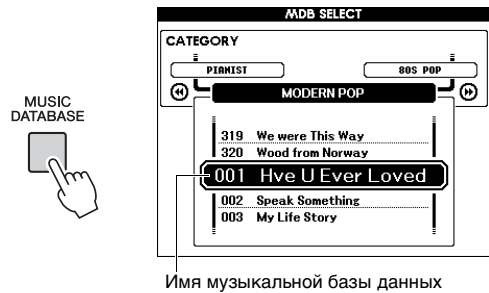 MDB SELECT
CATEGORY
PIANIST
80S POP
MODERN POP
MUSIC
DATABASE
319 We were This Way
320 Wood from Norway
001 Hve U Ever Loved
002 Speak Something
003 My Life Story
Имя музыкальной базы данных